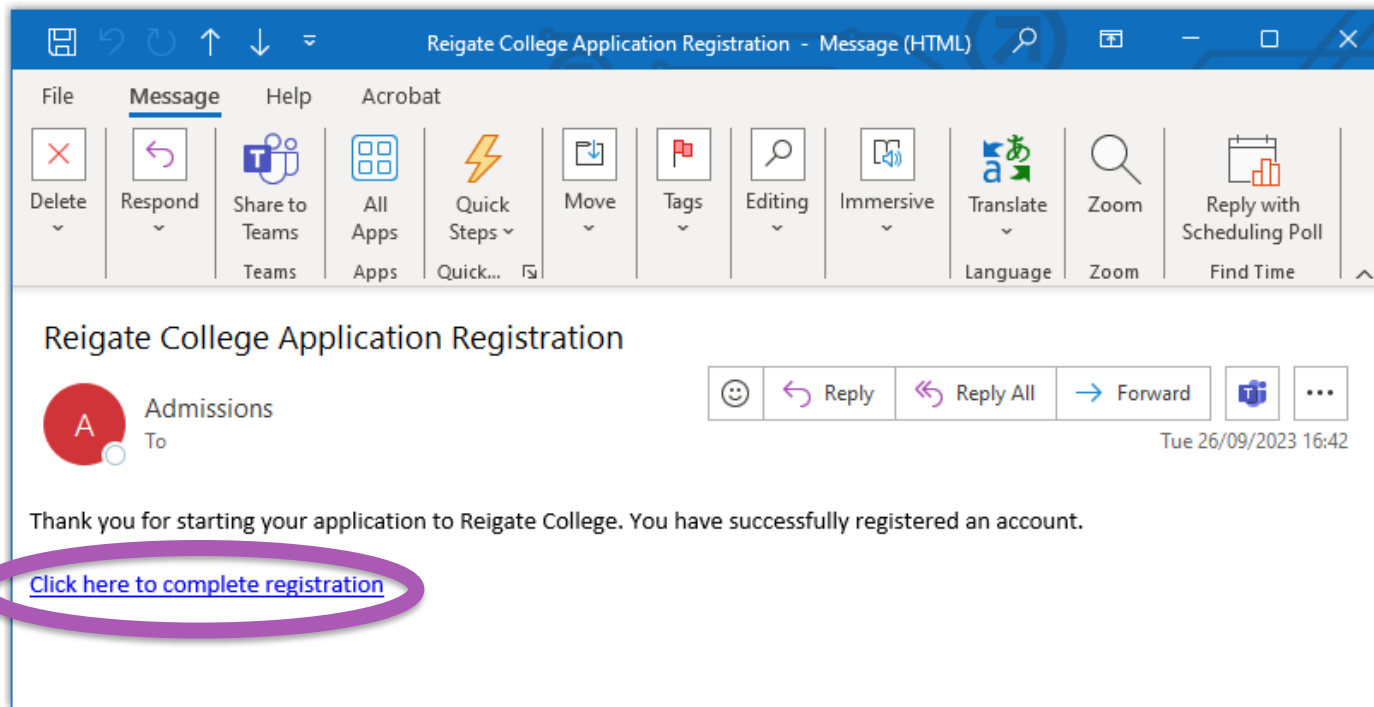 Reigate College Application Registration - Message (HTML)
File Message Help Acrobat
Delete Respond Share to Teams All Apps Quick Steps Move Tags Editing Immersive Translate Zoom Reply with Scheduling Poll
Teams Apps Quick... Language Zoom Find Time
Reigate College Application Registration
A Admissions
Reply Reply All Forward
To
Tue 26/09/2023 16:42
Thank you for starting your application to Reigate College. You have successfully registered an account.
Click here to complete registration